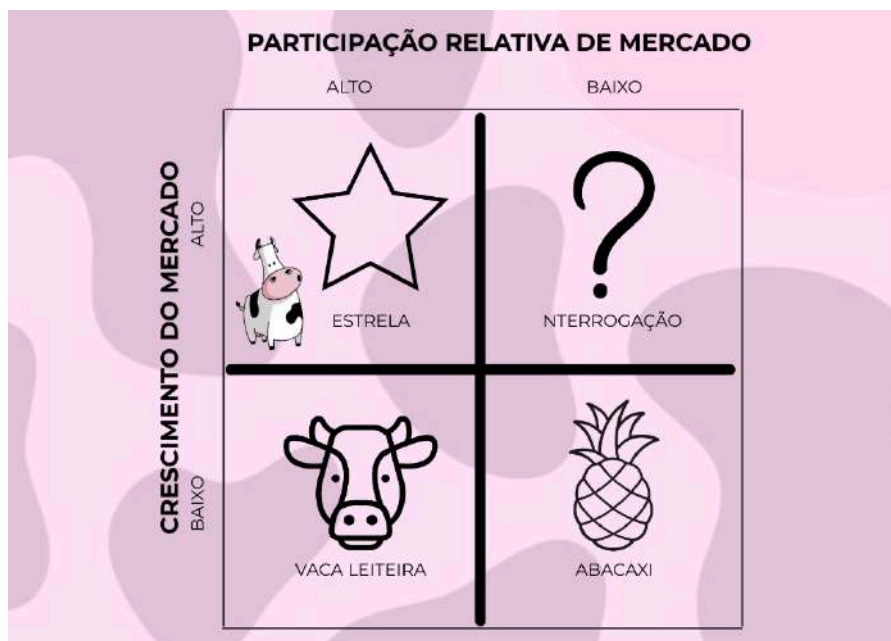 PARTICIPAÇÃO RELATIVA DE MERCADO
ALTO
BAIXO
CRESCIMENTO DO MERCADO
ALTO
ESTRELA
NTERROGAÇÃO
BAIXO
VACA LEITEIRA
ABACAXI